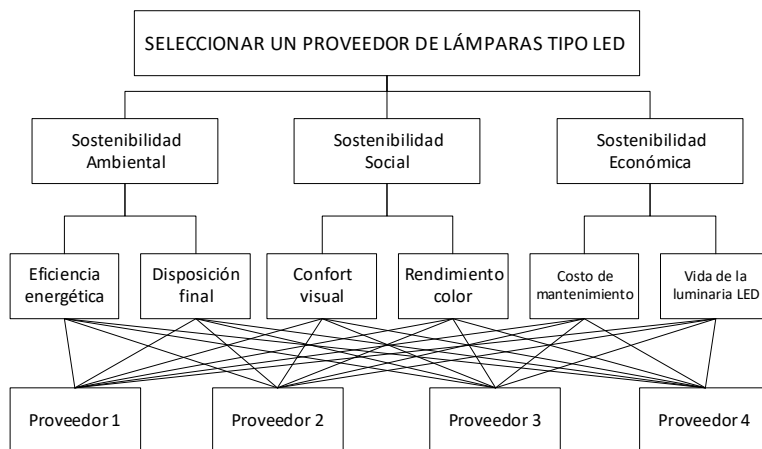 SELECCIONAR UN PROVEEDOR DE LÁMPARAS TIPO LED
Sostenibilidad
Ambiental
Sostenibilidad
Social
Sostenibilidad
Económica
Eficiencia
energética
Disposición
final
Confort
visual
Rendimiento
color
Costo de
mantenimiento
Vida de la
luminaria LED
Proveedor 1
Proveedor 2
Proveedor 3
Proveedor 4